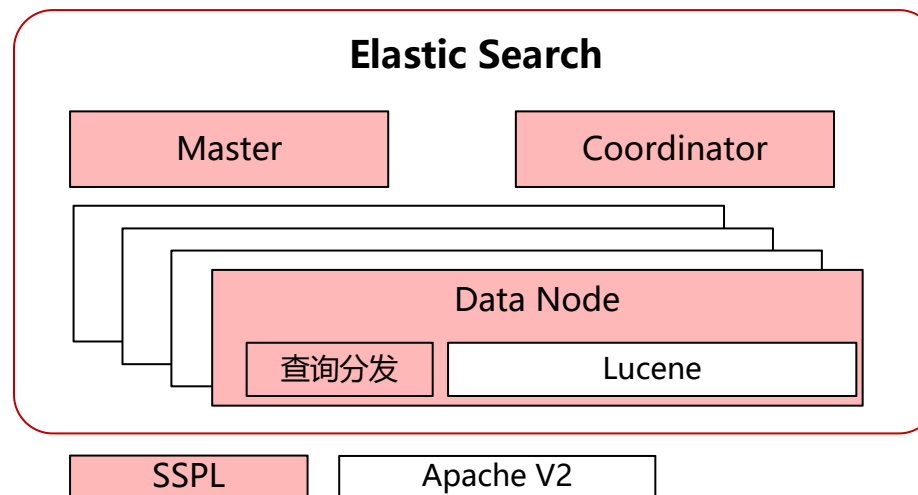 Elastic Search
Master
Coordinator
Data Node
查询分发
Lucene
SSPL
Apache V2